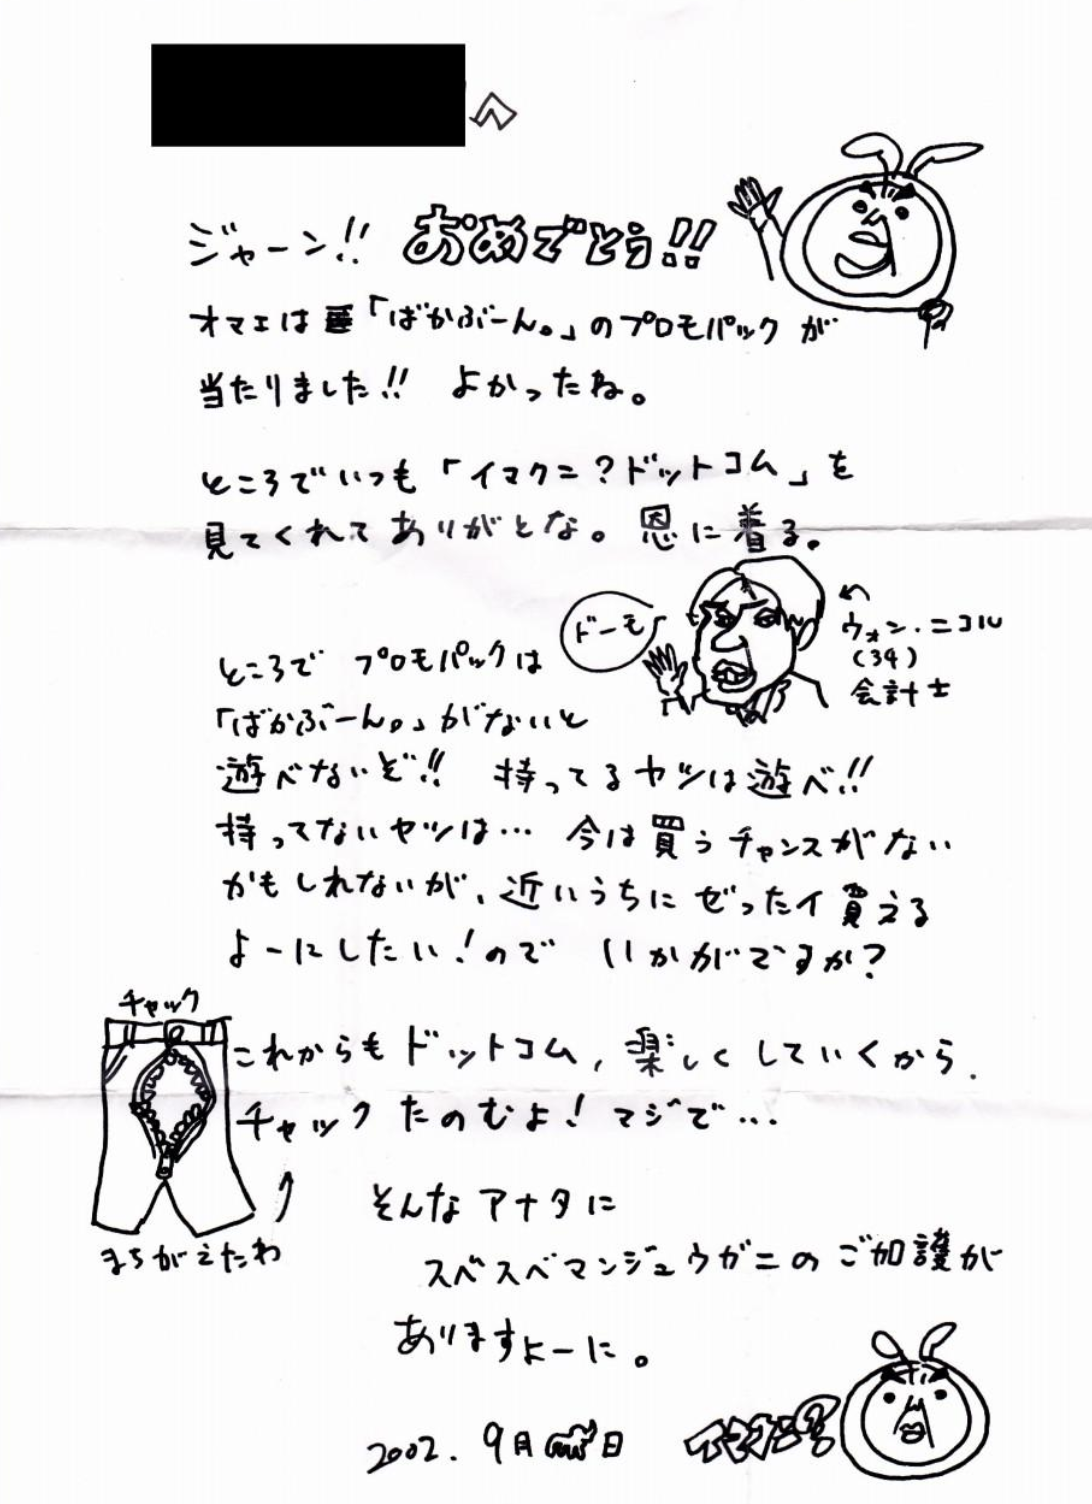 へ
ジャーン!! おめでとう!!
オマエは「ばかぶーん。」のプロモパックが
当たりました!! よかったね。
ところでいつも「イマクニ?ドットコム」を
見てくれてありがとな。恩に着る。
ドーモ
ウォン・ニコル
(34)
会計士
ところで プロモパックは
「ばかぶーん。」がないと
遊べないぞ!! 持ってるヤツは遊べ!!
持ってないヤツは… 今は買うチャンスがない
かもしれないが、近いうちにぜったイ買える
よーにしたい!ので いかがですか?
チャック
これからもドットコム,楽しくしていくから.
チャック たのむよ! マジで…
まちがえたわ
そんなアナタに
スベスベマンジュウガニのご加護が
ありますよーに。
2002. 9月 日
イマクニ?